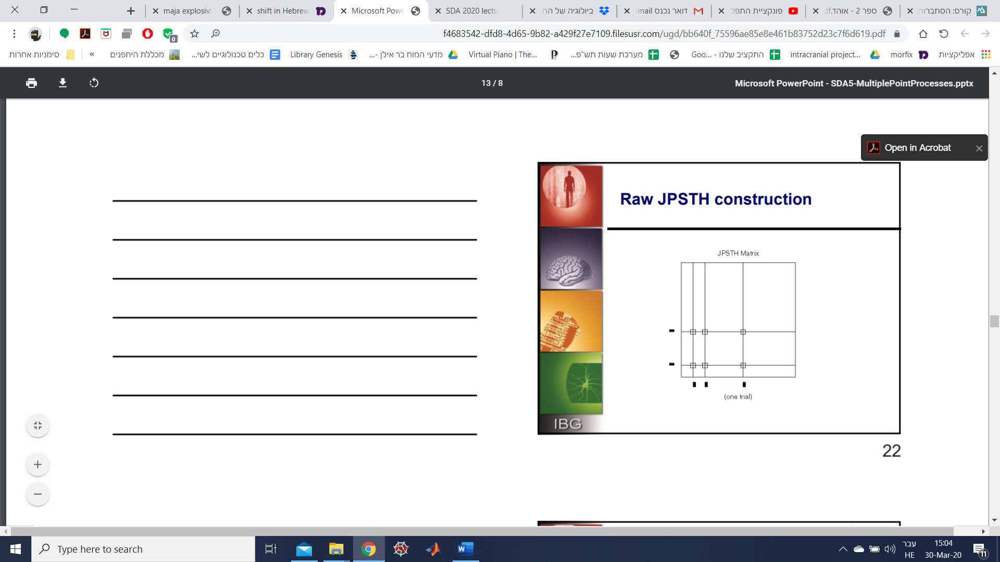 maja explosiv:
shift in Hebrew
Microsoft Powe
SDA 2020 lectu
ביולוגיה של הת
דואר נכנס
פונקציית התפל
ספר 2 - אוהד.
קורס: הסתברות
0
f4683542-dfd8-4d65-9b82-a429f27e7109.filesusr.com/ugd/bb640f_75596ae85e8e461b83752d23c7f6d619.pdf
סימניות אחרות
»
מכללת היחפנים
כלים טכנולוגיים לשי...
Library Genesis
מדעי המוח בר אילן -...
Virtual Piano | The...
מערכת שעות תש"פ...
התקציב שלנו - Goo...
intracranial project...
morfix
אפליקציות
13 / 8
Microsoft PowerPoint - SDA5-MultiplePointProcesses.pptx
Open in Acrobat
Raw JPSTH construction
JPSTH Matrix
(one trial)
IBG
22
Type here to search
עבר
HE
15:04
30-Mar-20
11